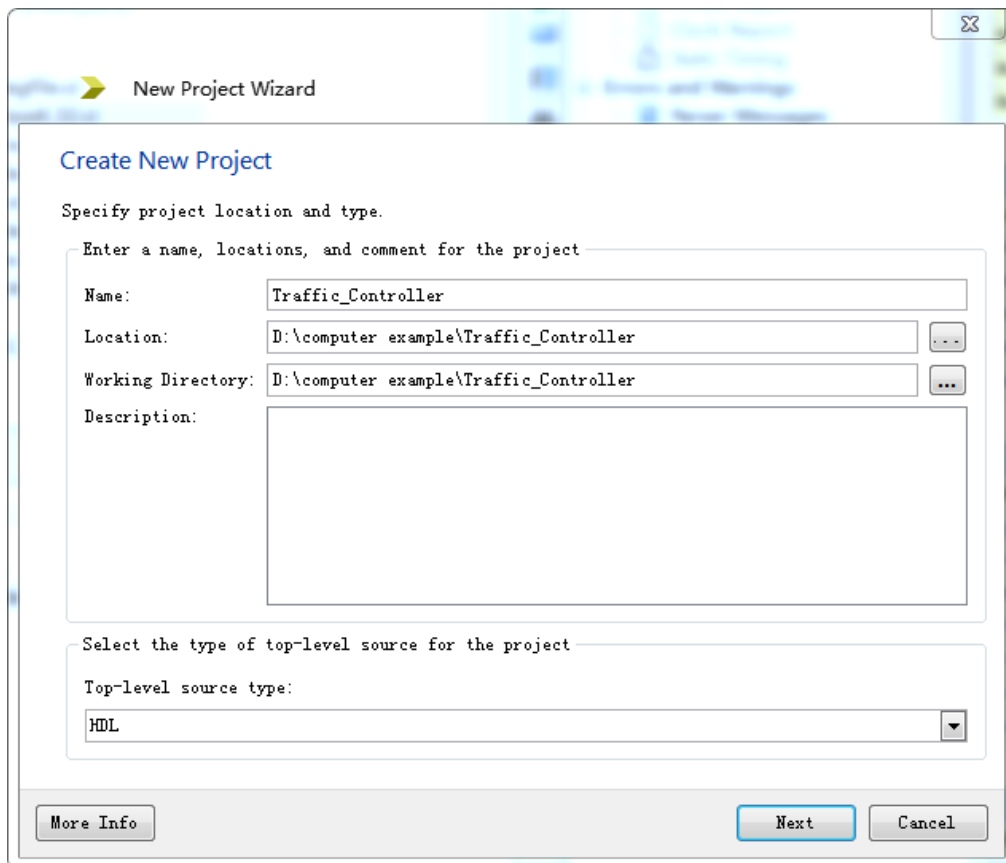 New Project Wizard
Create New Project
Specify project location and type.
Enter a name, locations, and comment for the project
Name:
Traffic_Controller
Location:
D:\computer example\Traffic_Controller
...
Working Directory:
D:\computer example\Traffic_Controller
...
Description:
Select the type of top-level source for the project
Top-level source type:
HDL
More Info
Next
Cancel